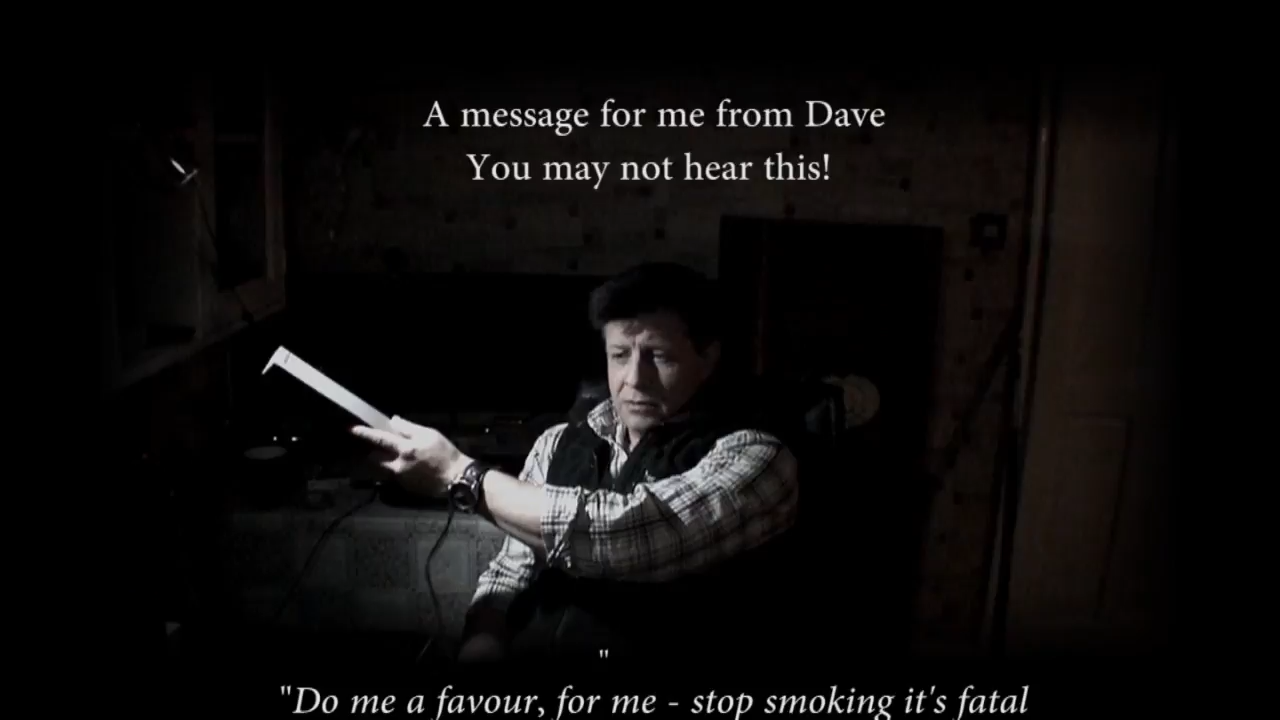 A message for me from Dave
You may not hear this!
"
"Do me a favour, for me - stop smoking it's fatal